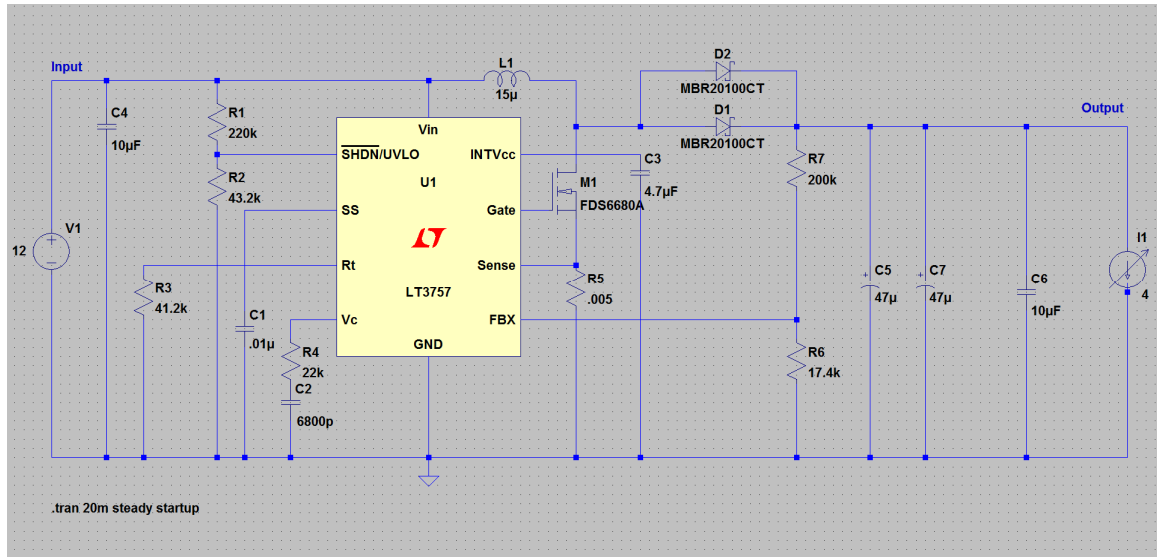 Input
Output
L1
15µ
D2
MBR20100CT
D1
MBR20100CT
C4
10µF
R1
220k
R2
43.2k
Vin
SHDN/UVLO
INTVcc
U1
SS
Gate
Rt
Sense
LT3757
Vc
FBX
GND
C3
4.7µF
M1
FDS6680A
R7
200k
V1
12
R3
41.2k
C1
.01µ
R4
22k
C2
6800p
R5
.005
R6
17.4k
C5
47µ
C7
47µ
C6
10µF
I1
4
.tran 20m steady startup